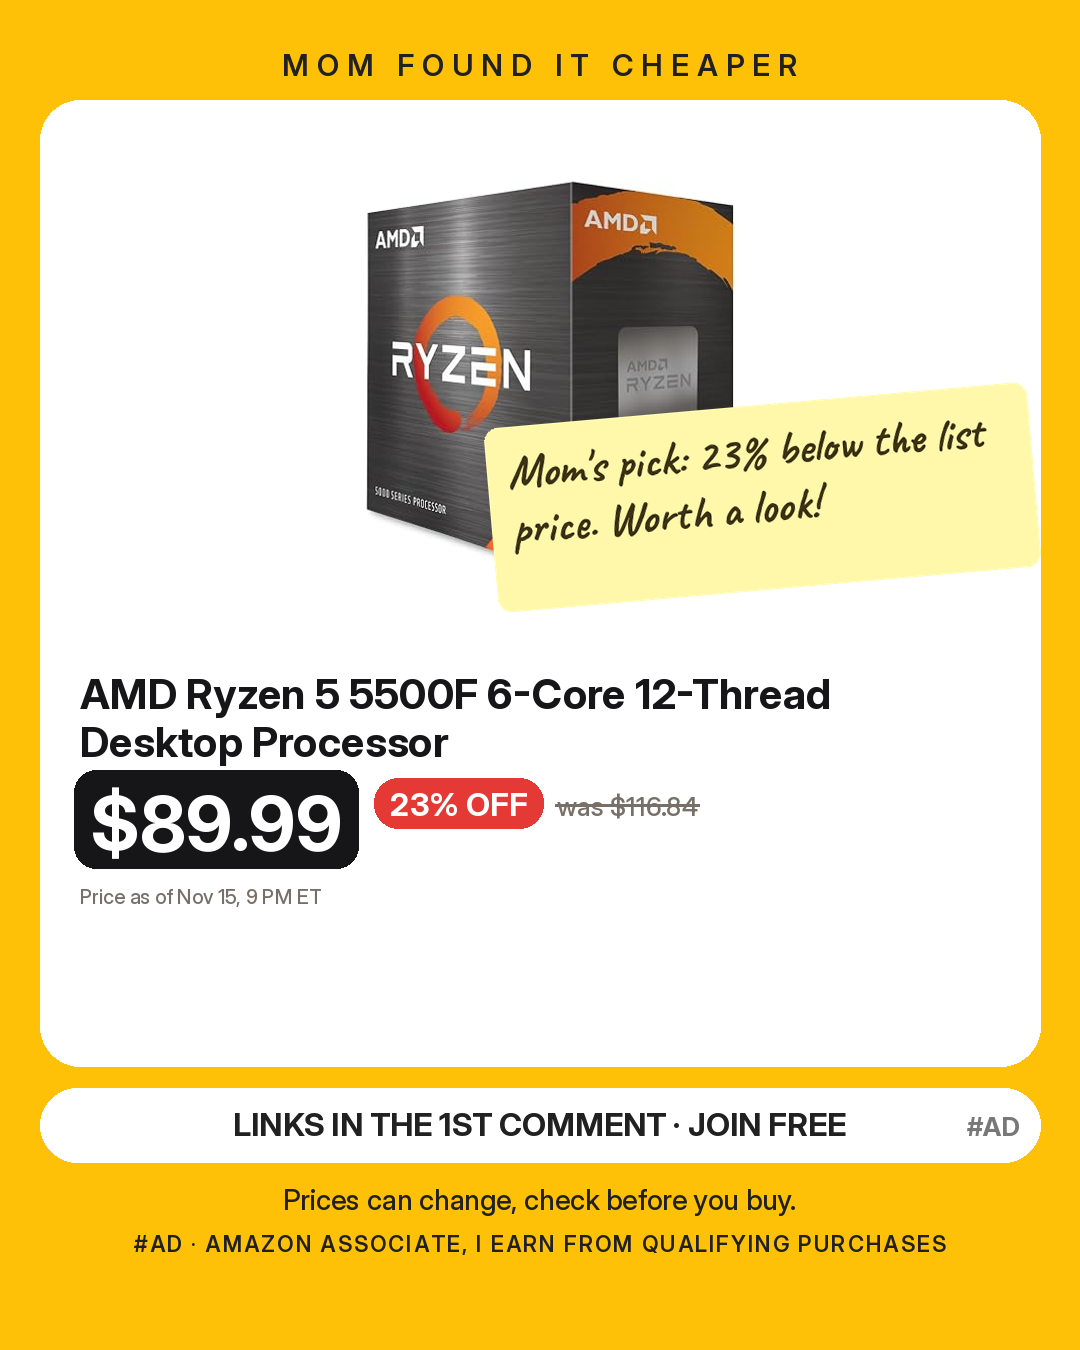 MOM FOUND IT CHEAPER
AMD
AMD
RYZEN
AMD
RYZEN
5000 SERIES PROCESSOR
Mom's pick: 23% below the list
price. Worth a look!
AMD Ryzen 5 5500F 6-Core 12-Thread
Desktop Processor
$89.99 23% OFF was $116.84
Price as of Nov 15, 9 PM ET
LINKS IN THE 1ST COMMENT · JOIN FREE #AD
Prices can change, check before you buy.
#AD · AMAZON ASSOCIATE, I EARN FROM QUALIFYING PURCHASES